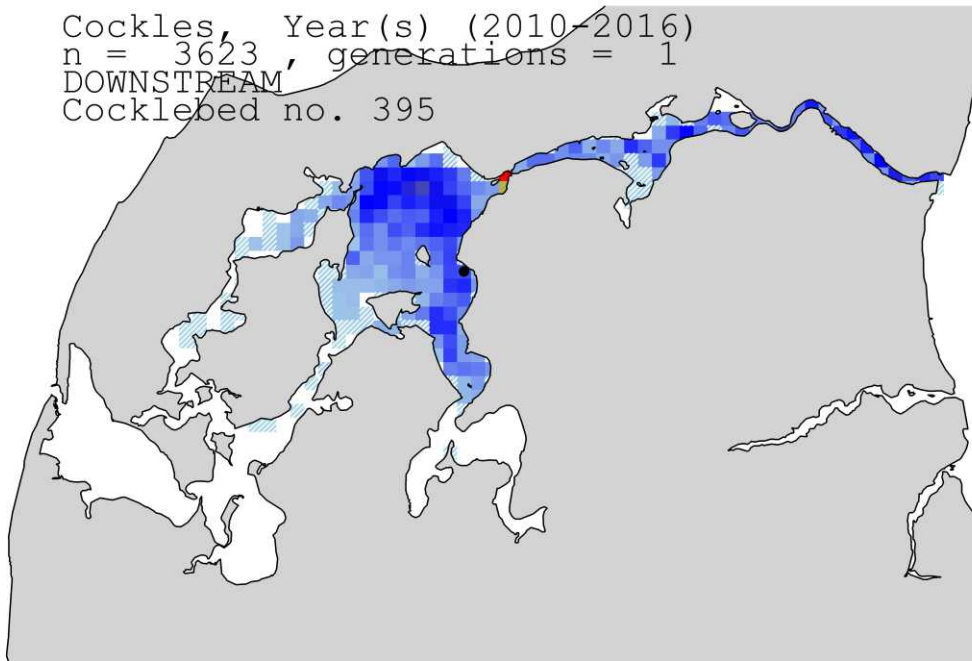 Cockles, Year(s) (2010-2016)
n = 3623 , generations = 1
DOWNSTREAM
Cocklebed no. 395